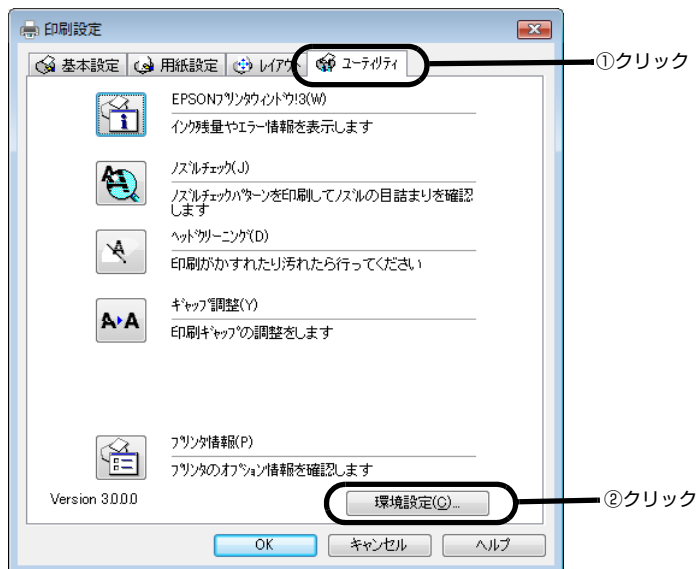 印刷設定
基本設定 用紙設定 レイアウト ユーティリティ
①クリック
EPSONプリンタウィンドウ!3(W)
インク残量やエラー情報を表示します
ノズルチェック(J)
ノズルチェックパターンを印刷してノズルの目詰まりを確認
します
ヘッドクリーニング(D)
印刷がかすれたり汚れたら行ってください
ギャップ調整(Y)
印刷ギャップの調整をします
プリンタ情報(P)
プリンタのオプション情報を確認します
Version 3.0.0.0
環境設定(C)...
②クリック
OK キャンセル ヘルプ